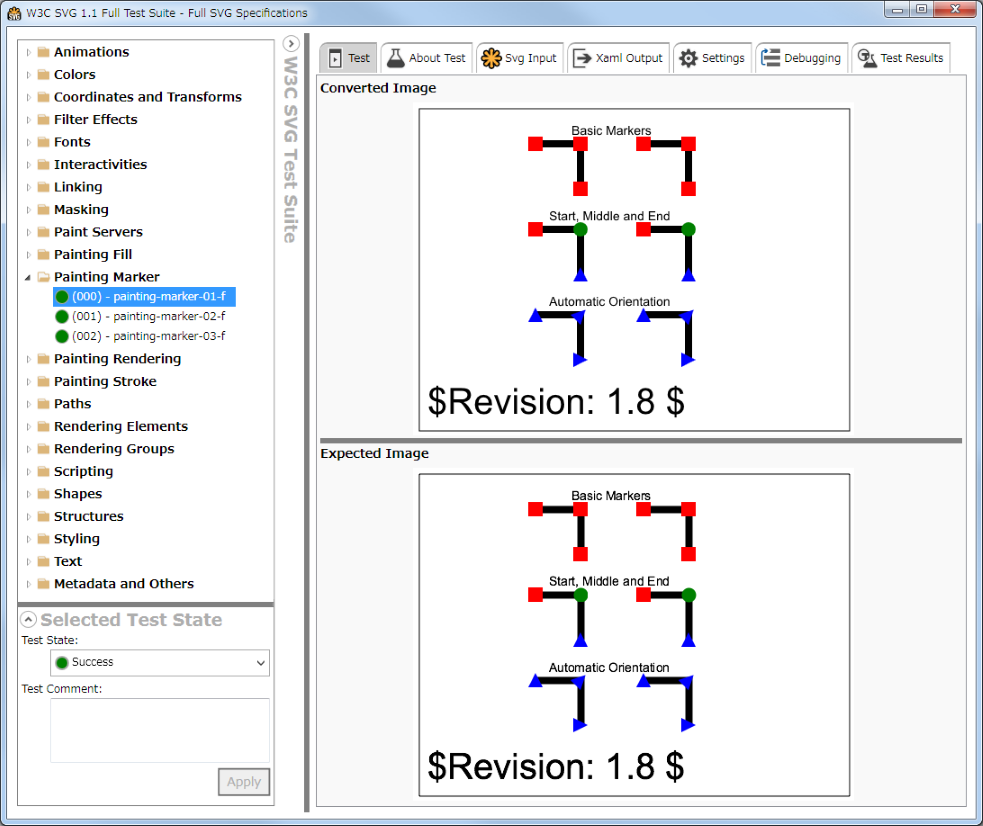 W3C SVG 1.1 Full Test Suite - Full SVG Specifications
Animations
Colors
Coordinates and Transforms
Filter Effects
Fonts
Interactivities
Linking
Masking
Paint Servers
Painting Fill
Painting Marker
(000) - painting-marker-01-f
(001) - painting-marker-02-f
(002) - painting-marker-03-f
Painting Rendering
Painting Stroke
Paths
Rendering Elements
Rendering Groups
Scripting
Shapes
Structures
Styling
Text
Metadata and Others
Selected Test State
Test State:
Success
Test Comment:
Apply
W3C SVG Test Suite
Test About Test Svg Input Xaml Output Settings Debugging Test Results
Converted Image
Basic Markers
Start, Middle and End
Automatic Orientation
$Revision: 1.8 $
Expected Image
Basic Markers
Start, Middle and End
Automatic Orientation
$Revision: 1.8 $